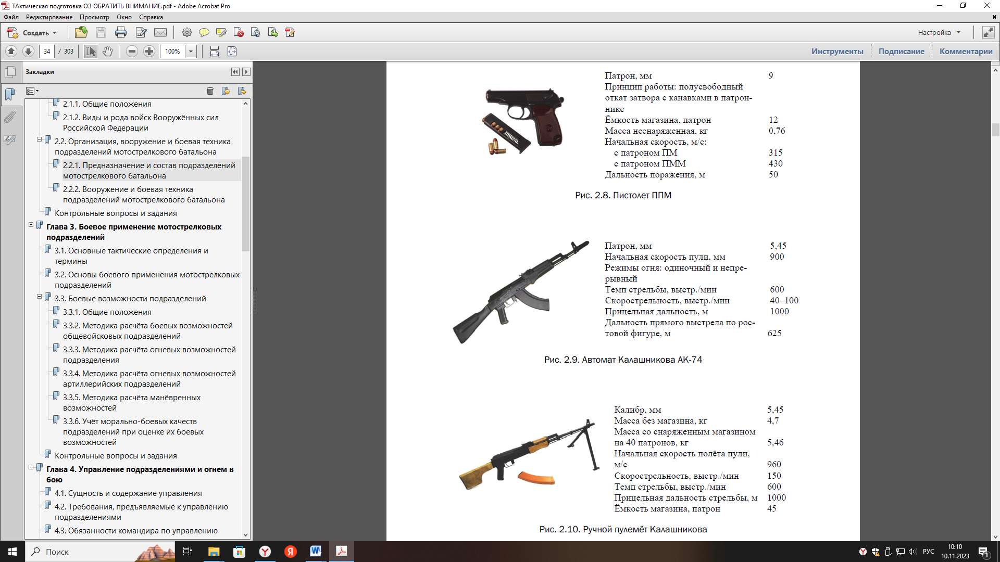 ТАктическая подготовка ОЗ ОБРАТИТЬ ВНИМАНИЕ.pdf - Adobe Acrobat Pro
Файл Редактирование Просмотр Окно Справка
Создать
Настройка
34 / 303
100%
Инструменты Подписание Комментарии
Закладки
2.1.1. Общие положения
2.1.2. Виды и рода войск Вооружённых сил
Российской Федерации
2.2. Организация, вооружение и боевая техника
подразделений мотострелкового батальона
2.2.1. Предназначение и состав подразделений
мотострелкового батальона
2.2.2. Вооружение и боевая техника
подразделений мотострелкового батальона
Контрольные вопросы и задания
Глава 3. Боевое применение мотострелковых
подразделений
3.1. Основные тактические определения и
термины
3.2. Основы боевого применения мотострелковых
подразделений
3.3. Боевые возможности подразделений
3.3.1. Общие положения
3.3.2. Методика расчёта боевых возможностей
общевойсковых подразделений
3.3.3. Методика расчёта огневых возможностей
подразделения
3.3.4. Методика расчёта огневых возможностей
артиллерийских подразделений
3.3.5. Методика расчёта манёвренных
возможностей
3.3.6. Учёт морально-боевых качеств
подразделений при оценке их боевых
возможностей
Контрольные вопросы и задания
Глава 4. Управление подразделениями и огнем в
бою
4.1. Сущность и содержание управления
4.2. Требования, предъявляемые к управлению
подразделениями
4.3. Обязанности командира по управлению
Патрон, мм 9
Принцип работы: полусвободный
откат затвора с канавками в патрон-
нике
Ёмкость магазина, патрон 12
Масса неснаряженная, кг 0,76
Начальная скорость, м/с:
с патроном ПМ 315
с патроном ПММ 430
Дальность поражения, м 50
Рис. 2.8. Пистолет ППМ
Патрон, мм 5,45
Начальная скорость пули, мм 900
Режимы огня: одиночный и непре-
рывный
Темп стрельбы, выстр./мин 600
Скорострельность, выстр./мин 40–100
Прицельная дальность, м 1000
Дальность прямого выстрела по рос-
товой фигуре, м 625
Рис. 2.9. Автомат Калашникова АК-74
Калибр, мм 5,45
Масса без магазина, кг 4,7
Масса со снаряженным магазином
на 40 патронов, кг 5,46
Начальная скорость полёта пули,
м/с 960
Скорострельность, выстр./мин 150
Темп стрельбы, выстр./мин 600
Прицельная дальность стрельбы, м 1000
Ёмкость магазина, патрон 45
Рис. 2.10. Ручной пулемёт Калашникова
Поиск
РУС
10:10
10.11.2023
1